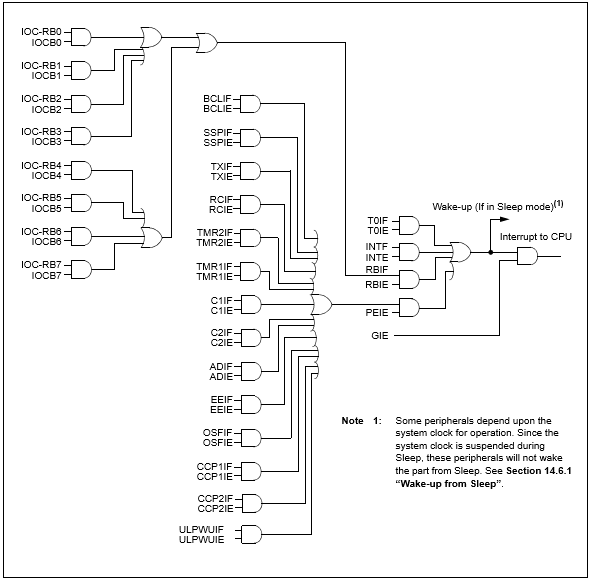 IOC-RB0
IOCB0
IOC-RB1
IOCB1
IOC-RB2
IOCB2
IOC-RB3
IOCB3
IOC-RB4
IOCB4
IOC-RB5
IOCB5
IOC-RB6
IOCB6
IOC-RB7
IOCB7
BCLIF
BCLIE
SSPIF
SSPIE
TXIF
TXIE
RCIF
RCIE
TMR2IF
TMR2IE
TMR1IF
TMR1IE
C1IF
C1IE
C2IF
C2IE
ADIF
ADIE
EEIF
EEIE
OSFIF
OSFIE
CCP1IF
CCP1IE
CCP2IF
CCP2IE
ULPWUIF
ULPWUIE
Wake-up (If in Sleep mode)(1)
T0IF
T0IE
Interrupt to CPU
INTF
INTE
RBIF
RBIE
PEIE
GIE
Note 1: Some peripherals depend upon the
system clock for operation. Since the
system clock is suspended during
Sleep, these peripherals will not wake
the part from Sleep. See Section 14.6.1
“Wake-up from Sleep”.